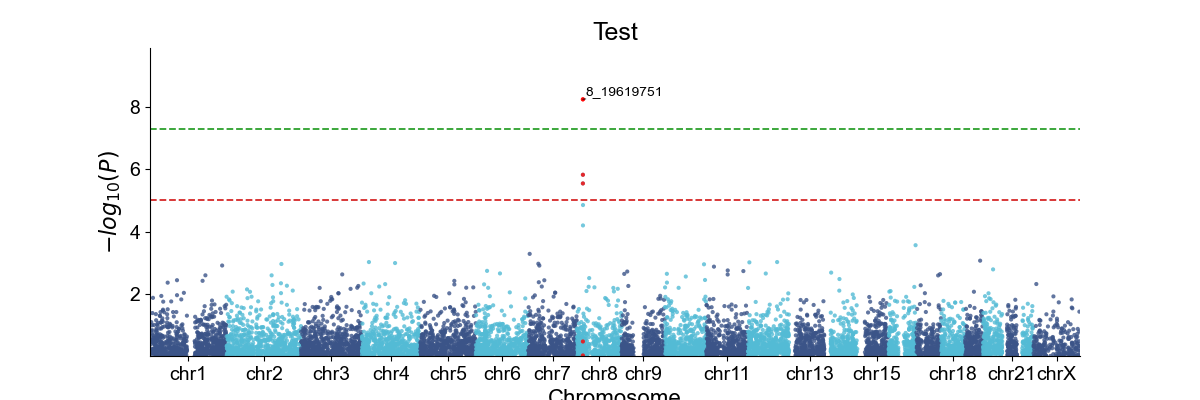 Test
8_19619751
8
6
4
2
−log10(P)
chr1 chr2 chr3 chr4 chr5 chr6 chr7 chr8 chr9 chr11 chr13 chr15 chr18 chr21 chrX
Chromosome